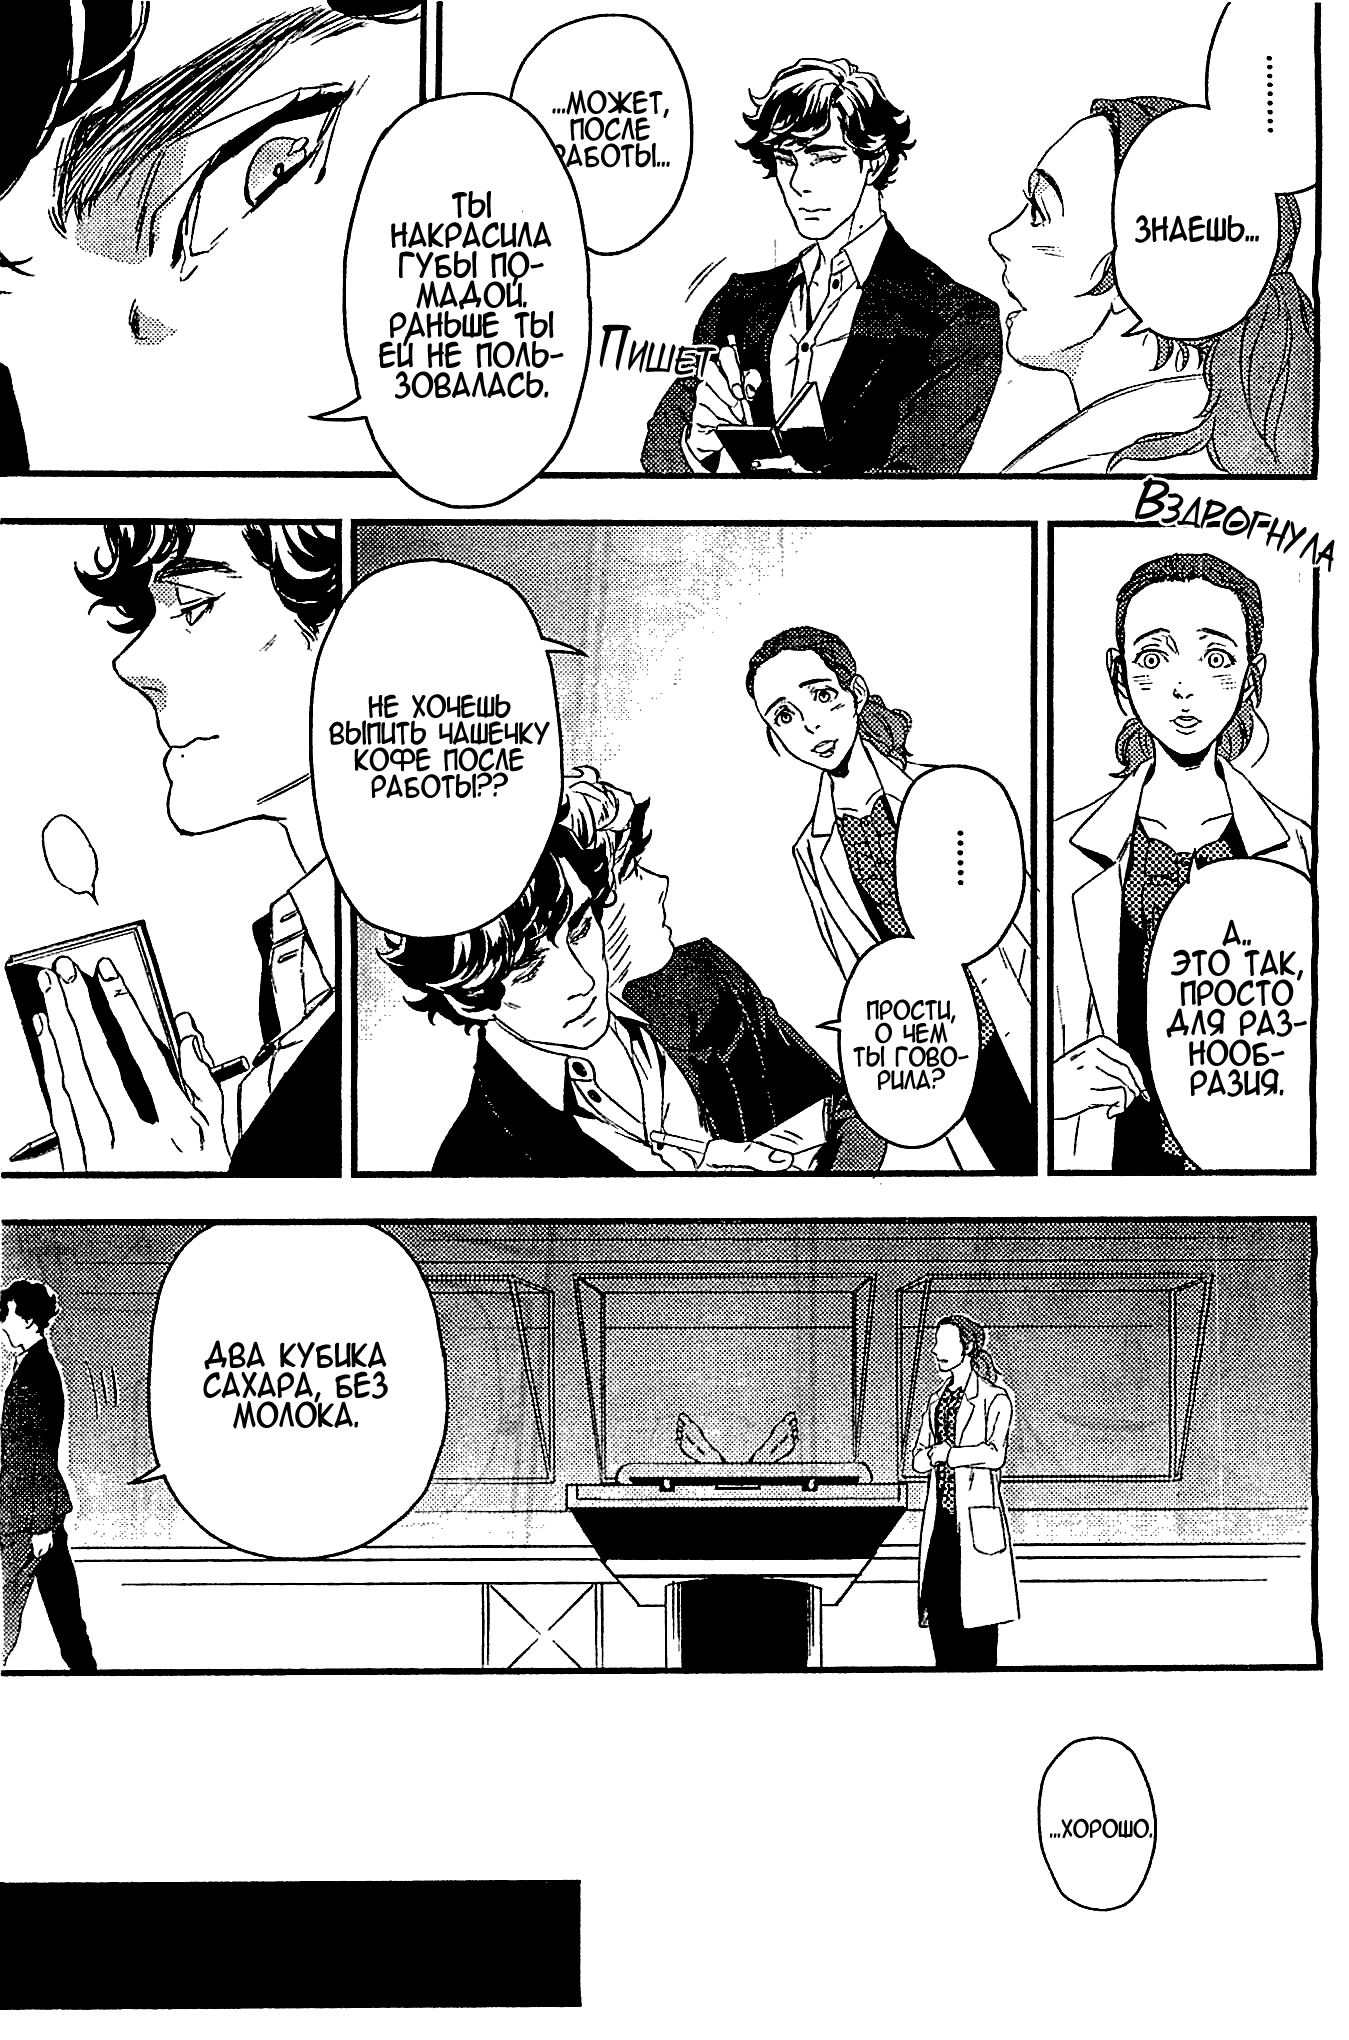 ........
ЗНАЕШЬ...
...МОЖЕТ,
ПОСЛЕ
РАБОТЫ...
ПИШЕТ
ТЫ
НАКРАСИЛА
ГУБЫ ПО-
МАДОЙ.
РАНЬШЕ ТЫ
ЕЙ НЕ ПОЛЬ-
ЗОВАЛАСЬ.
ВЗДРОГНУЛА
А..
ЭТО ТАК,
ПРОСТО
ДЛЯ РАЗ-
НООБ-
РАЗИЯ.
......
ПРОСТИ,
О ЧЕМ
ТЫ ГОВО-
РИЛА?
НЕ ХОЧЕШЬ
ВЫПИТЬ ЧАШЕЧКУ
КОФЕ ПОСЛЕ
РАБОТЫ??
ДВА КУБИКА
САХАРА, БЕЗ
МОЛОКА.
...ХОРОШО.